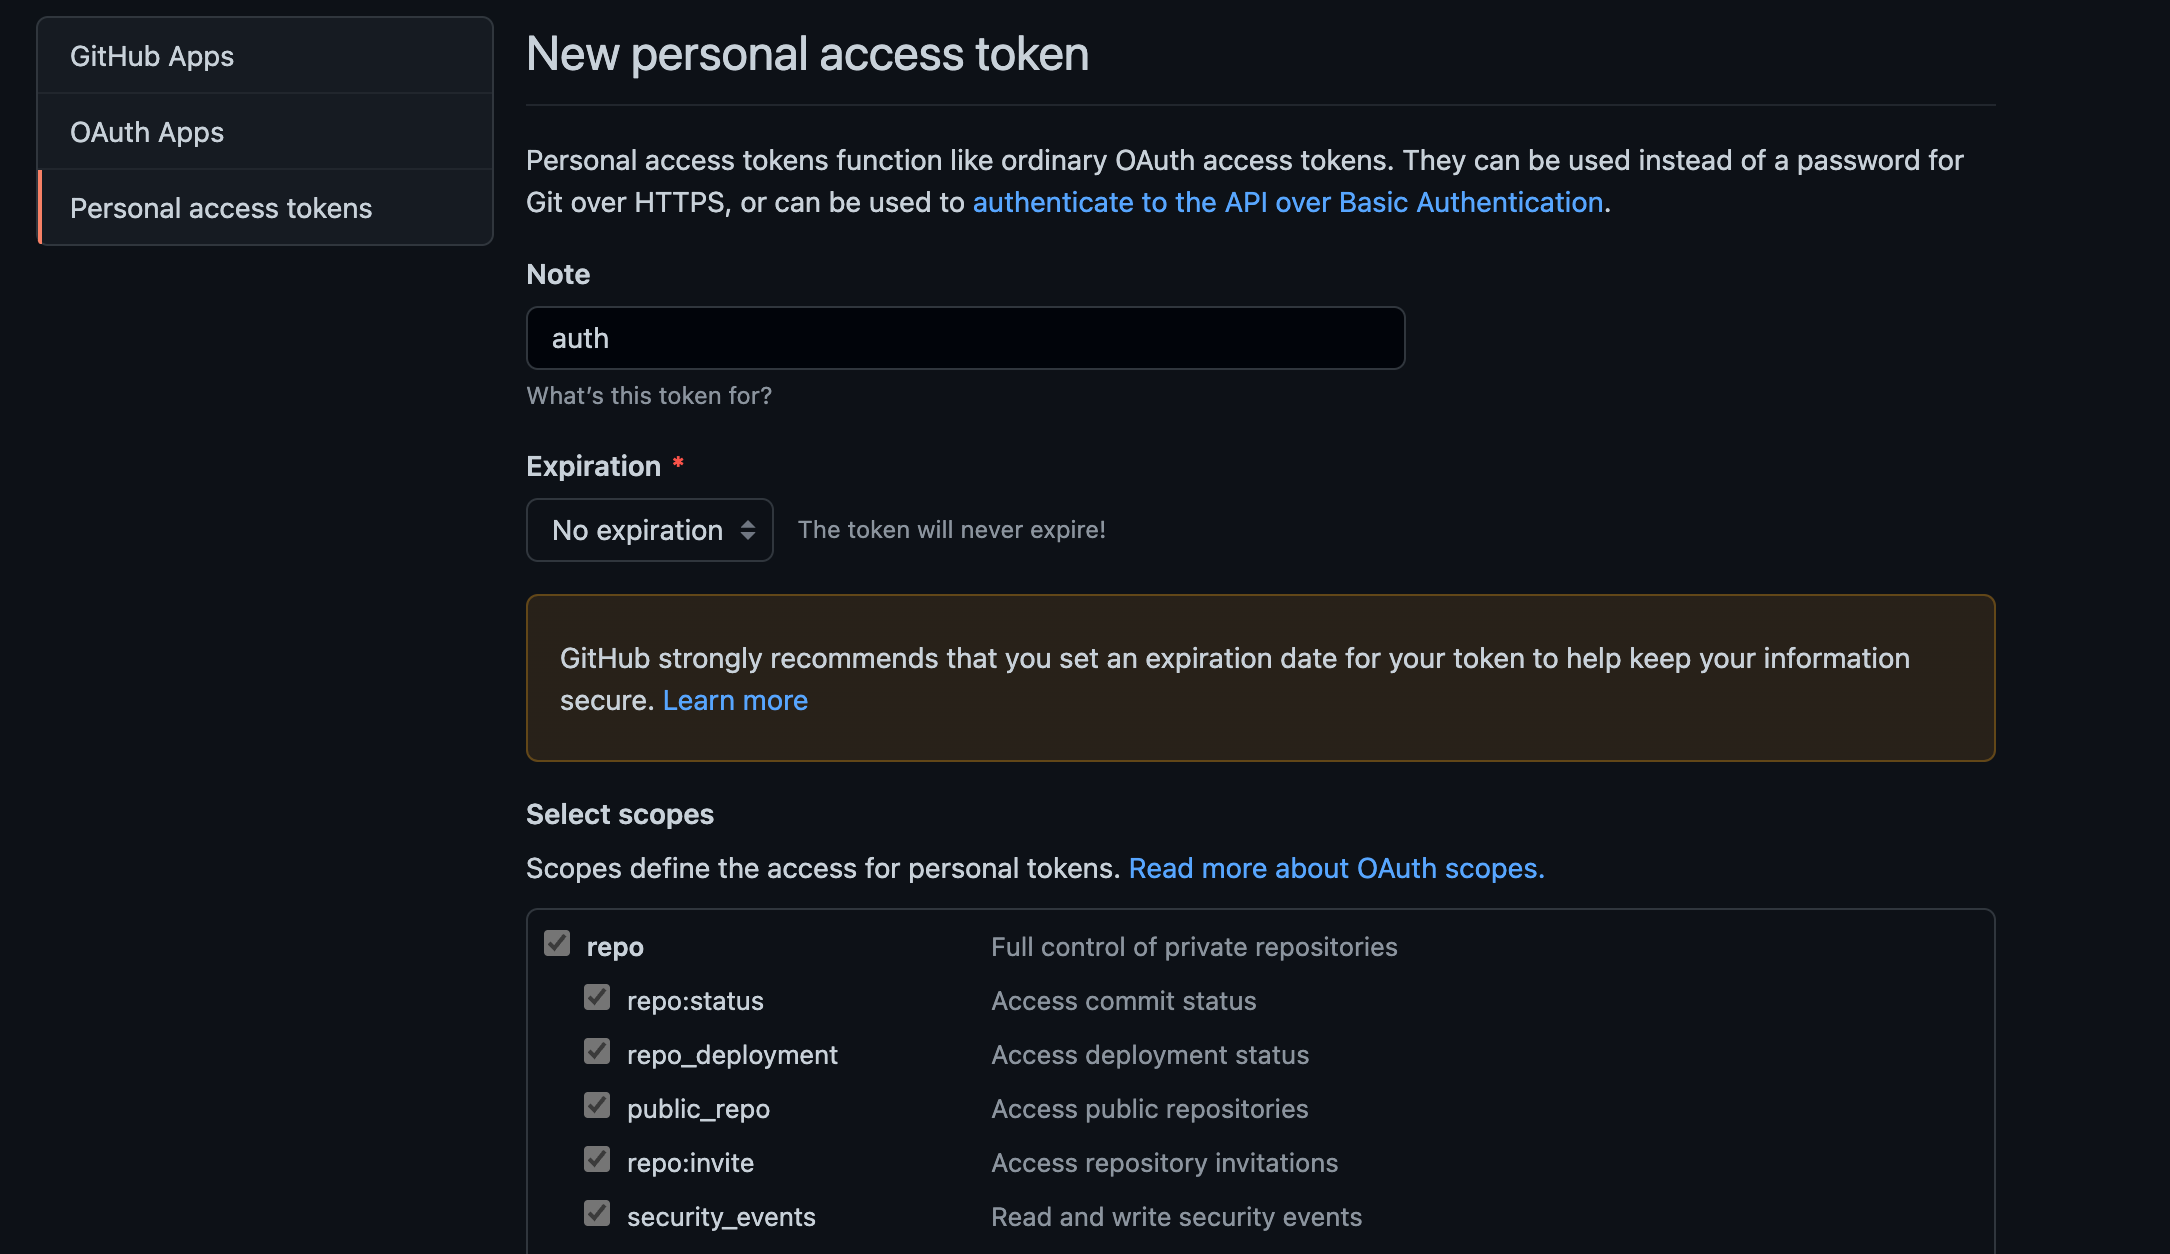 GitHub Apps
OAuth Apps
Personal access tokens
New personal access token
Personal access tokens function like ordinary OAuth access tokens. They can be used instead of a password for
Git over HTTPS, or can be used to authenticate to the API over Basic Authentication.
Note
auth
What's this token for?
Expiration *
No expiration The token will never expire!
GitHub strongly recommends that you set an expiration date for your token to help keep your information
secure. Learn more
Select scopes
Scopes define the access for personal tokens. Read more about OAuth scopes.
repo Full control of private repositories
repo:status Access commit status
repo_deployment Access deployment status
public_repo Access public repositories
repo:invite Access repository invitations
security_events Read and write security events